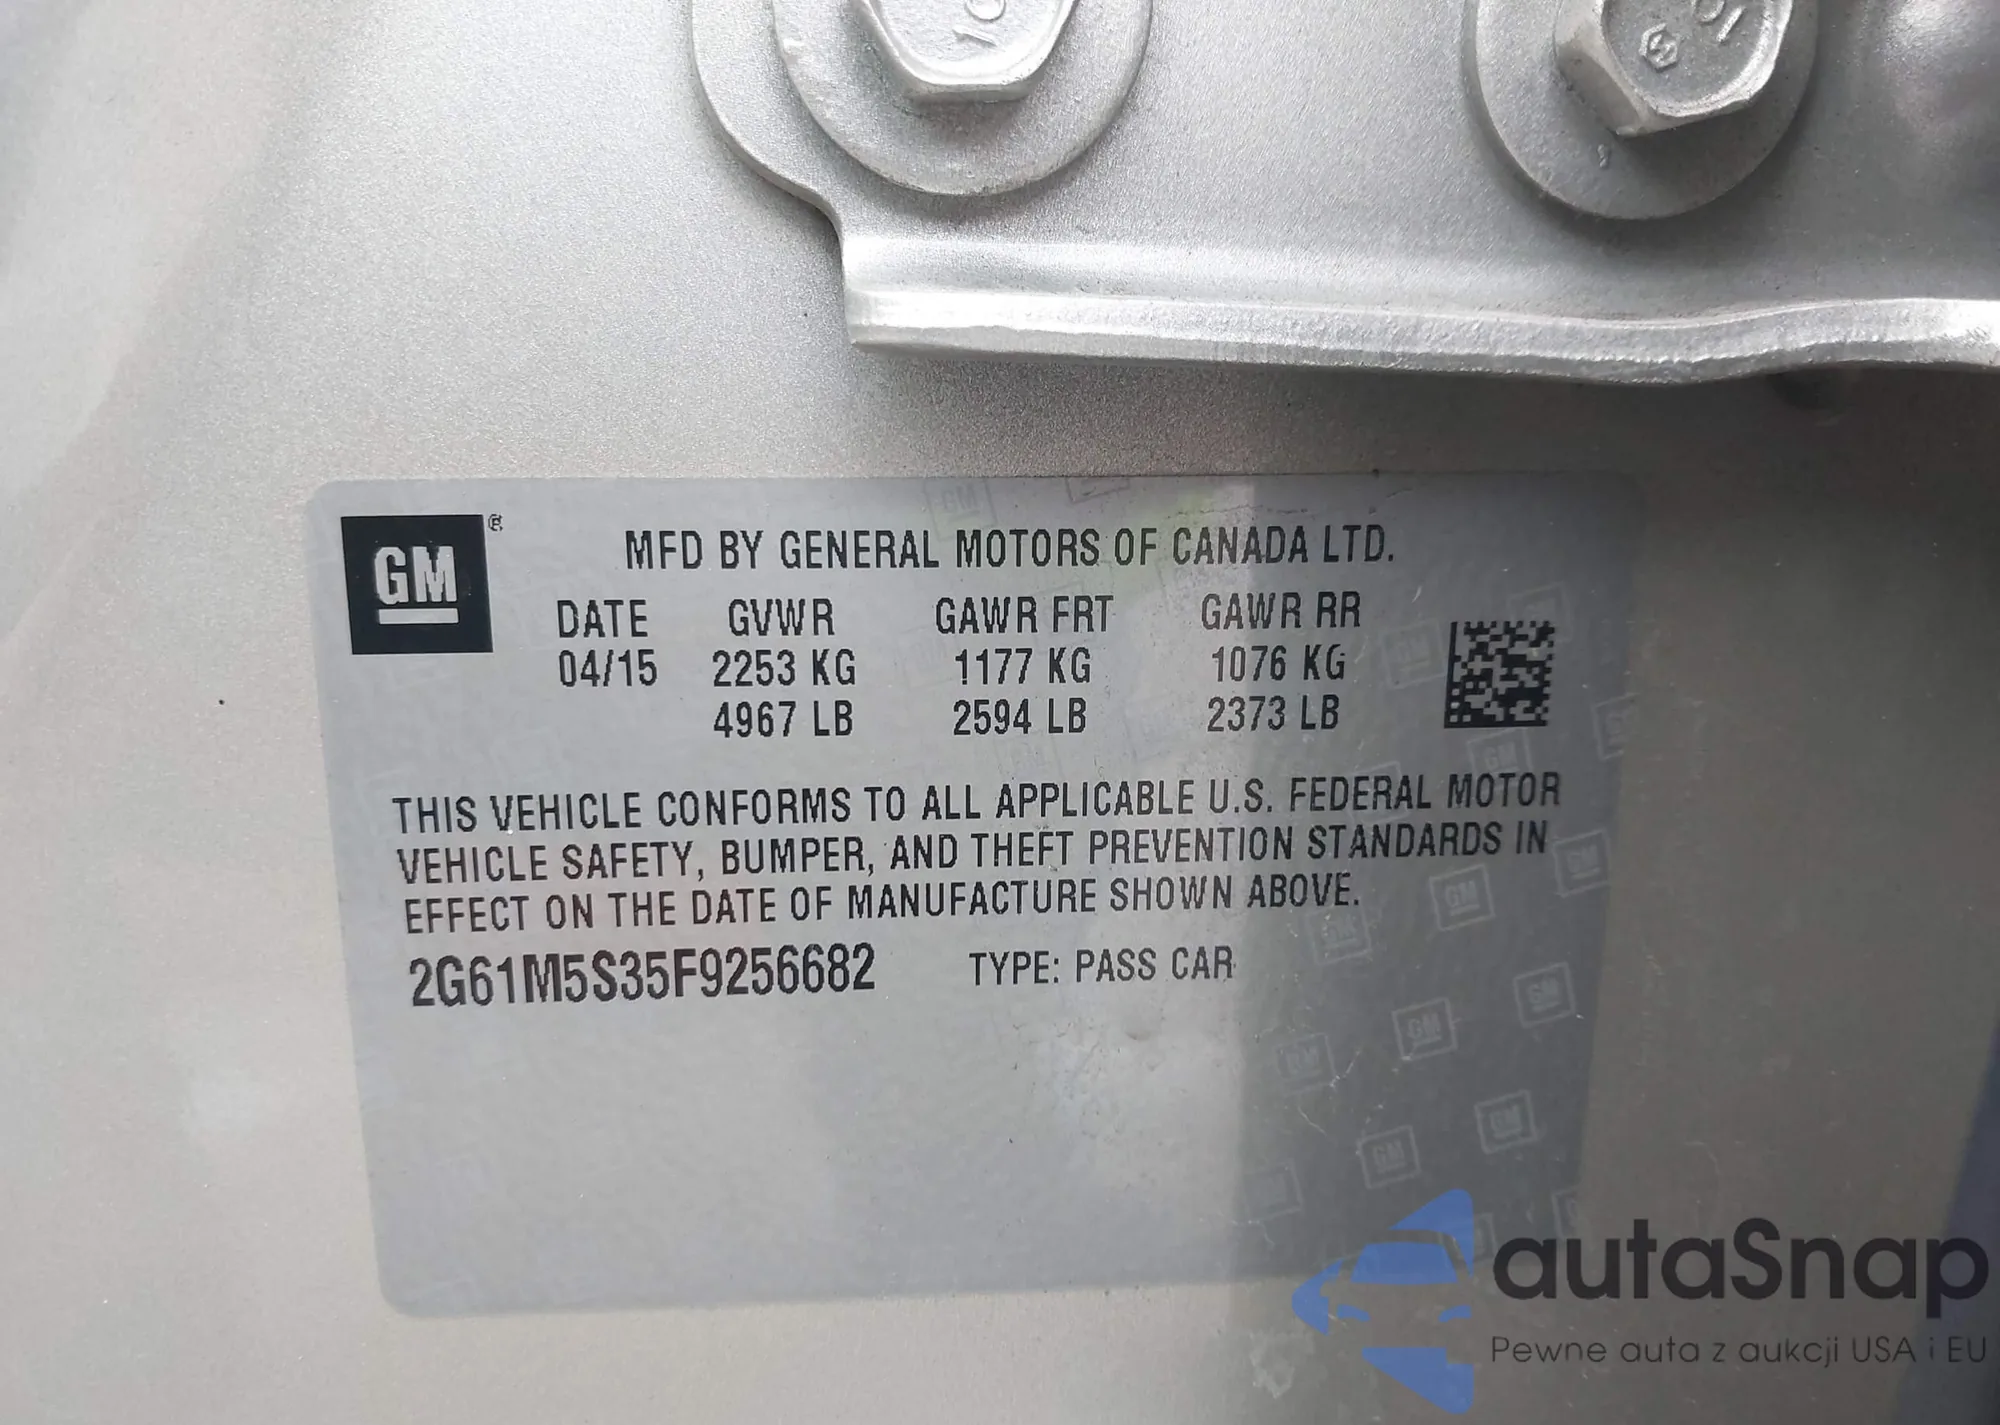 GM®
MFD BY GENERAL MOTORS OF CANADA LTD.
DATE GVWR GAWR FRT GAWR RR
04/15 2253 KG 1177 KG 1076 KG
4967 LB 2594 LB 2373 LB
THIS VEHICLE CONFORMS TO ALL APPLICABLE U.S. FEDERAL MOTOR
VEHICLE SAFETY, BUMPER, AND THEFT PREVENTION STANDARDS IN
EFFECT ON THE DATE OF MANUFACTURE SHOWN ABOVE.
2G61M5S35F9256682 TYPE: PASS CAR
autaSnap
Pewne auta z aukcji USA i EU